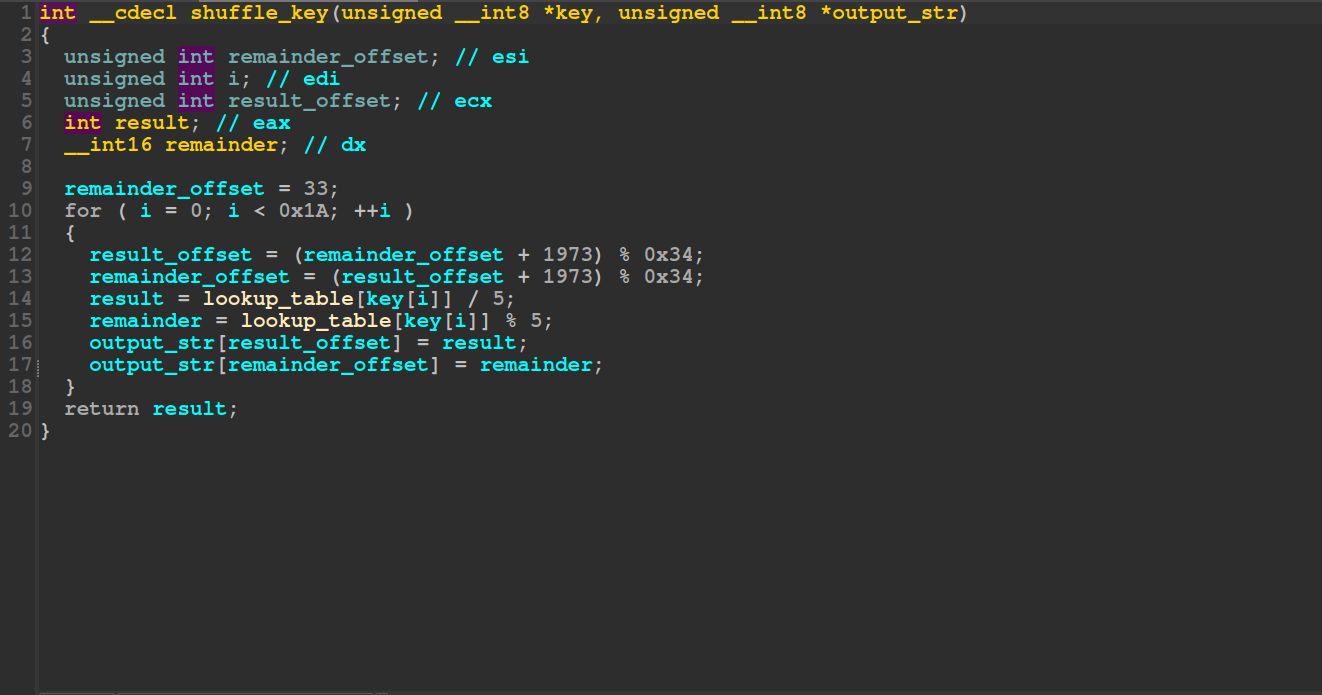 1 int __cdecl shuffle_key(unsigned __int8 *key, unsigned __int8 *output_str)
2 {
3   unsigned int remainder_offset; // esi
4   unsigned int i; // edi
5   unsigned int result_offset; // ecx
6   int result; // eax
7   __int16 remainder; // dx
8
9   remainder_offset = 33;
10   for ( i = 0; i < 0x1A; ++i )
11   {
12     result_offset = (remainder_offset + 1973) % 0x34;
13     remainder_offset = (result_offset + 1973) % 0x34;
14     result = lookup_table[key[i]] / 5;
15     remainder = lookup_table[key[i]] % 5;
16     output_str[result_offset] = result;
17     output_str[remainder_offset] = remainder;
18   }
19   return result;
20 }